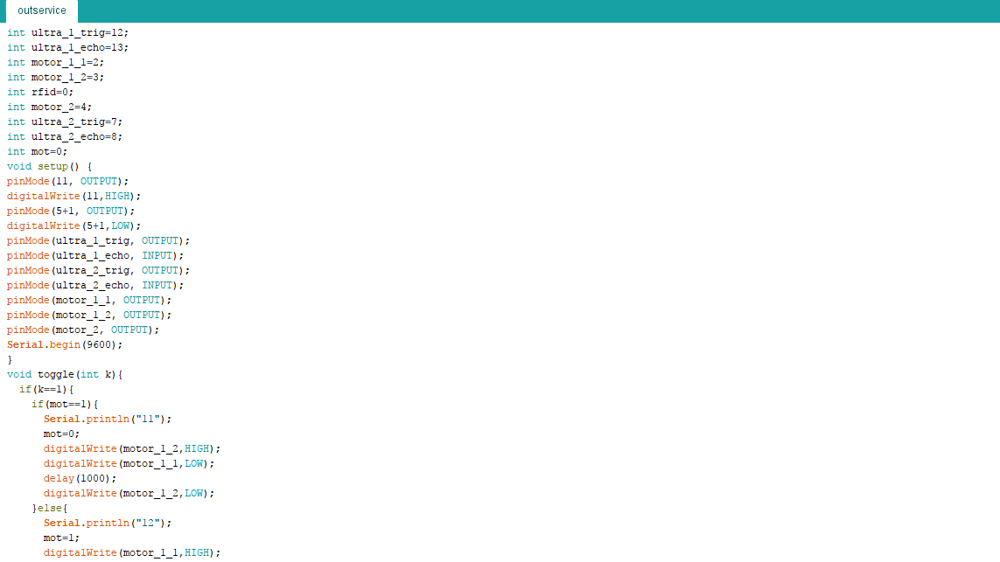 outservice
int ultra_1_trig=12;
int ultra_1_echo=13;
int motor_1_1=2;
int motor_1_2=3;
int rfid=0;
int motor_2=4;
int ultra_2_trig=7;
int ultra_2_echo=8;
int mot=0;
void setup() {
pinMode(11, OUTPUT);
digitalWrite(11,HIGH);
pinMode(5+1, OUTPUT);
digitalWrite(5+1,LOW);
pinMode(ultra_1_trig, OUTPUT);
pinMode(ultra_1_echo, INPUT);
pinMode(ultra_2_trig, OUTPUT);
pinMode(ultra_2_echo, INPUT);
pinMode(motor_1_1, OUTPUT);
pinMode(motor_1_2, OUTPUT);
pinMode(motor_2, OUTPUT);
Serial.begin(9600);
}
void toggle(int k){
  if(k==1){
    if(mot==1){
      Serial.println("11");
      mot=0;
      digitalWrite(motor_1_2,HIGH);
      digitalWrite(motor_1_1,LOW);
      delay(1000);
      digitalWrite(motor_1_2,LOW);
    }else{
      Serial.println("12");
      mot=1;
      digitalWrite(motor_1_1,HIGH);